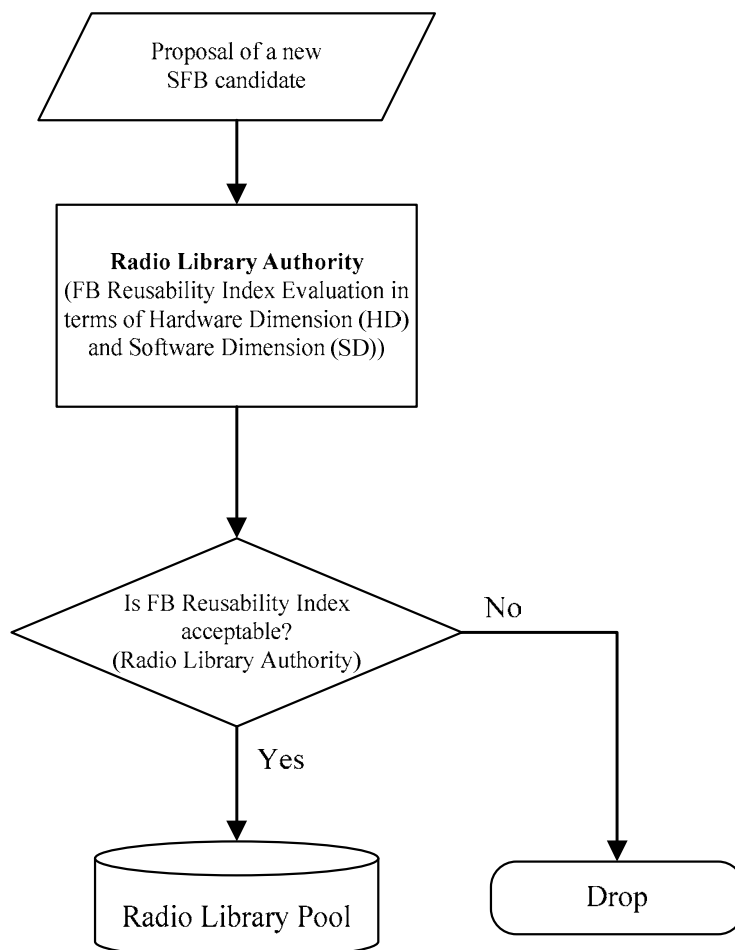 Proposal of a new
SFB candidate
Radio Library Authority
(FB Reusability Index Evaluation in
terms of Hardware Dimension (HD)
and Software Dimension (SD))
Is FB Reusability Index
acceptable?
(Radio Library Authority)
No
Yes
Radio Library Pool
Drop